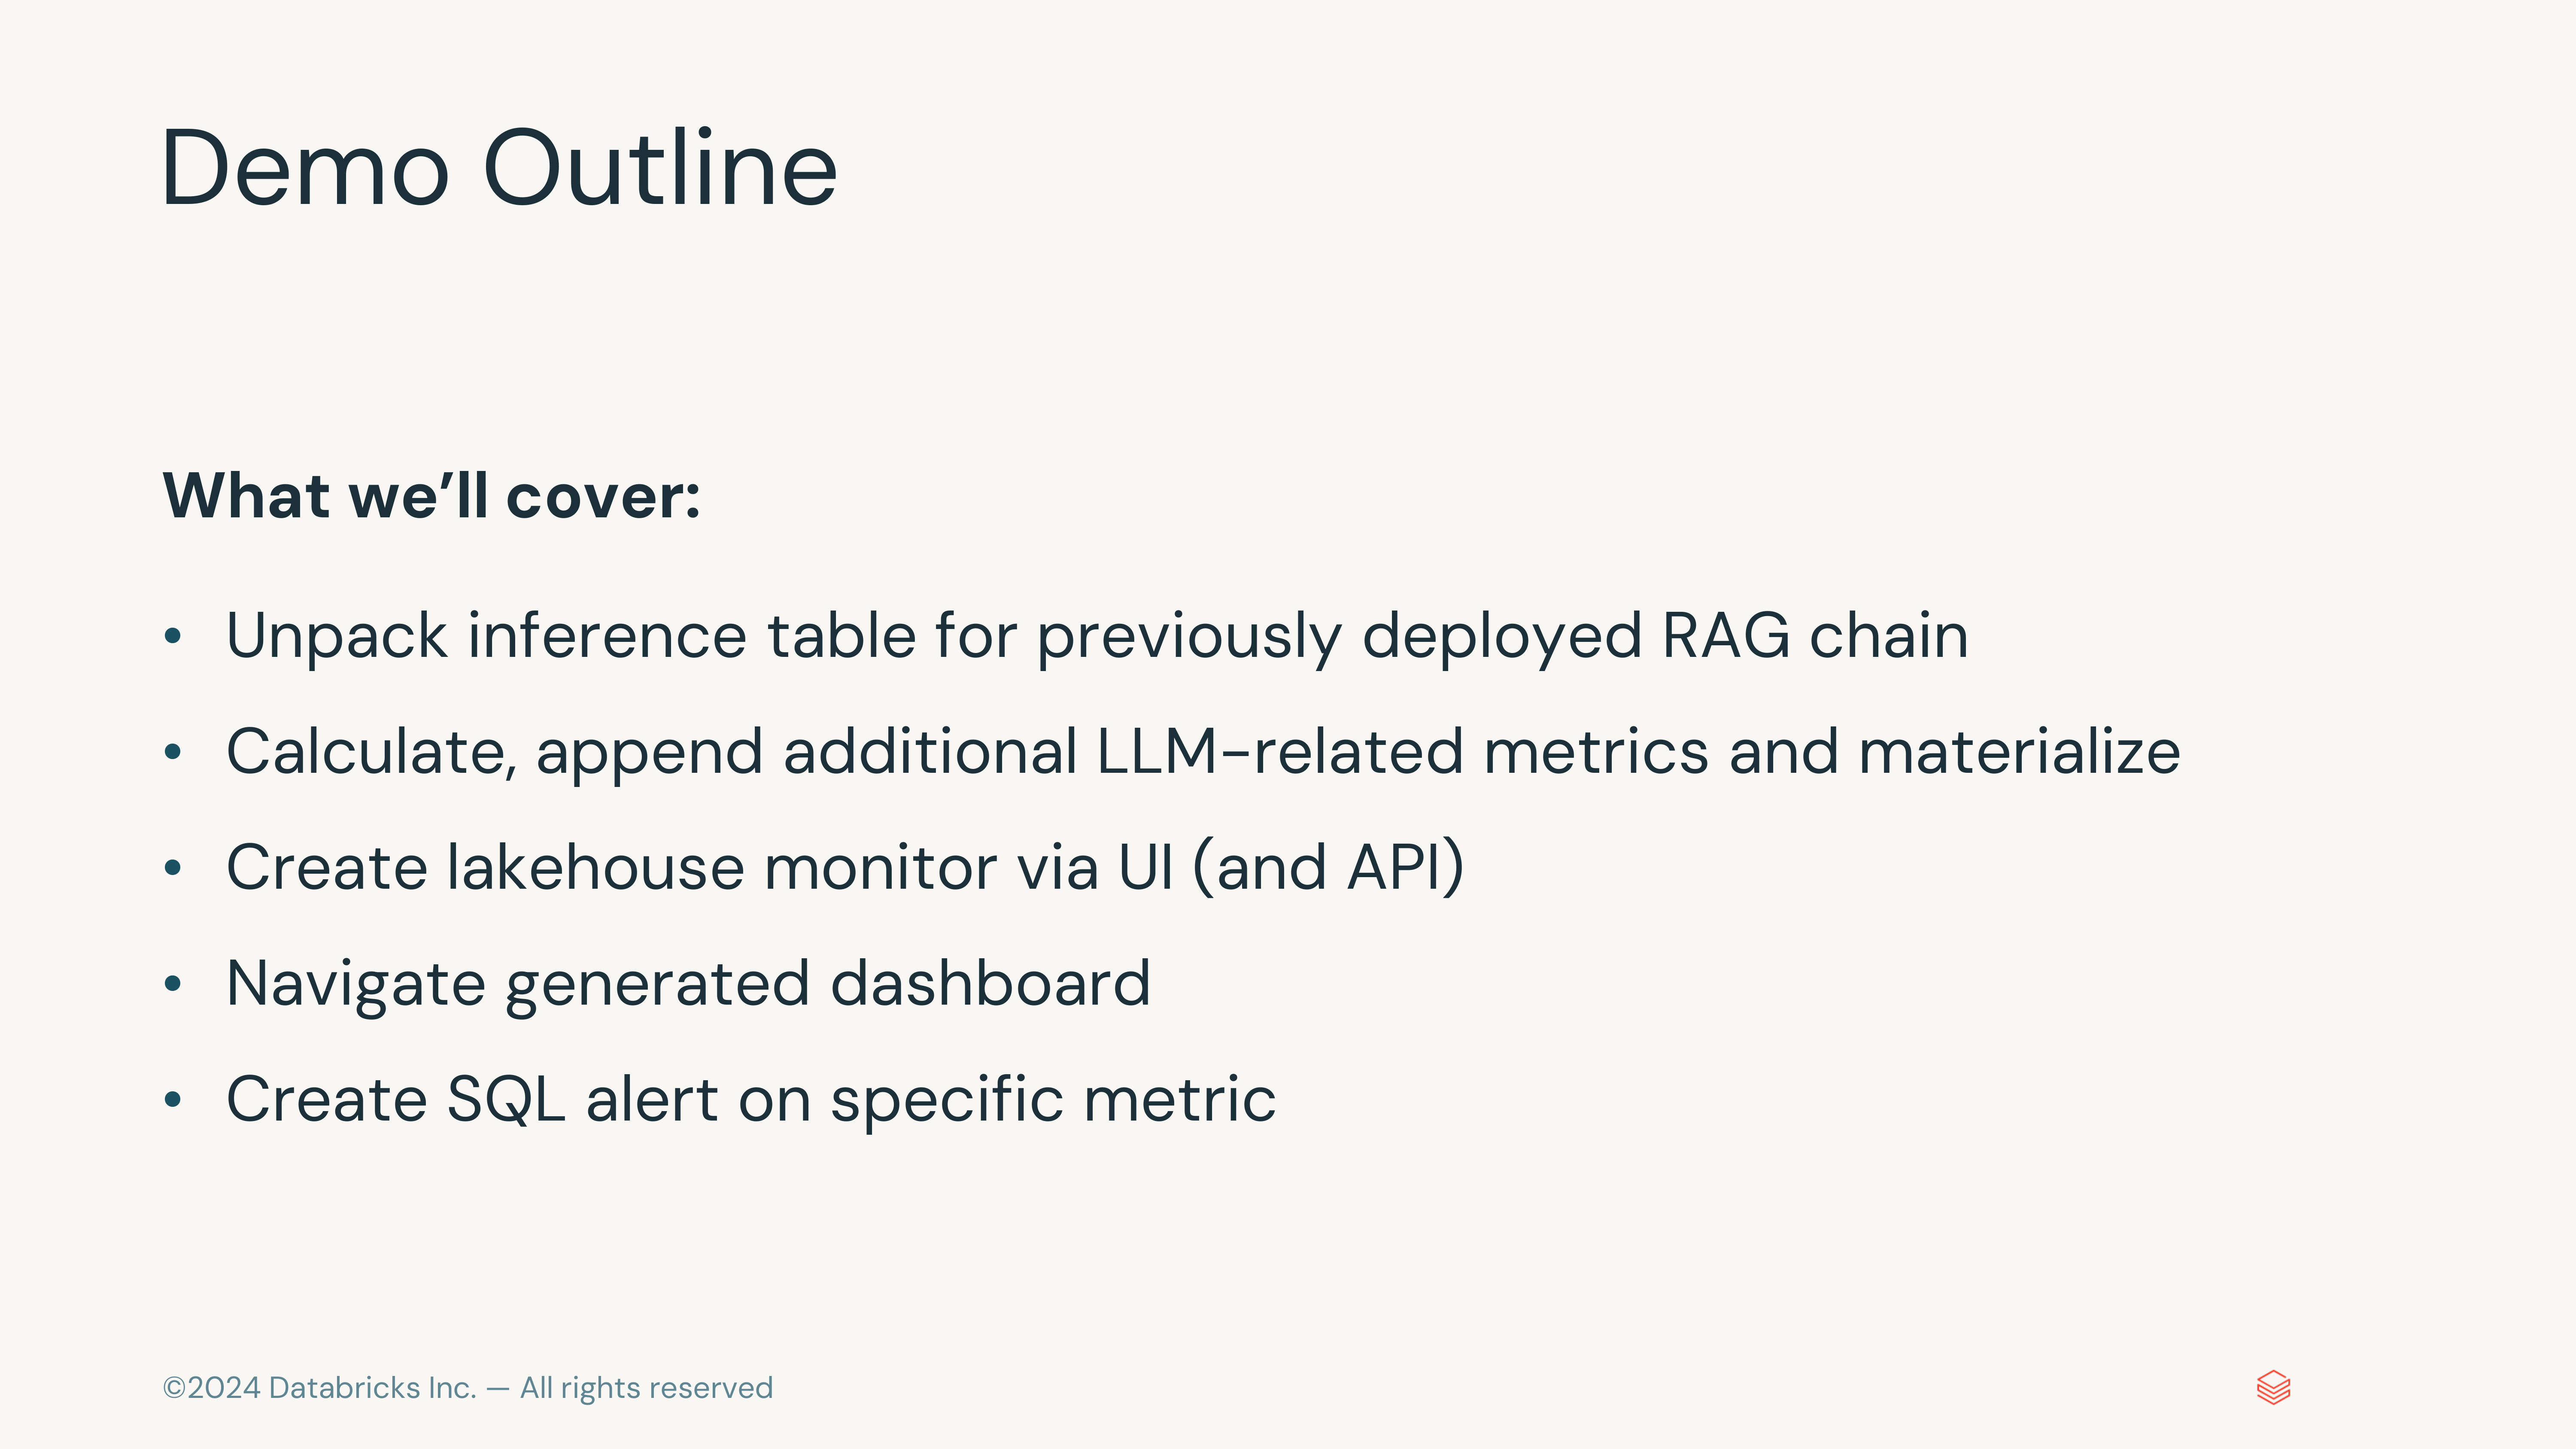 Demo Outline
What we’ll cover:
• Unpack inference table for previously deployed RAG chain
• Calculate, append additional LLM-related metrics and materialize
• Create lakehouse monitor via UI (and API)
• Navigate generated dashboard
• Create SQL alert on specific metric
©2024 Databricks Inc. — All rights reserved